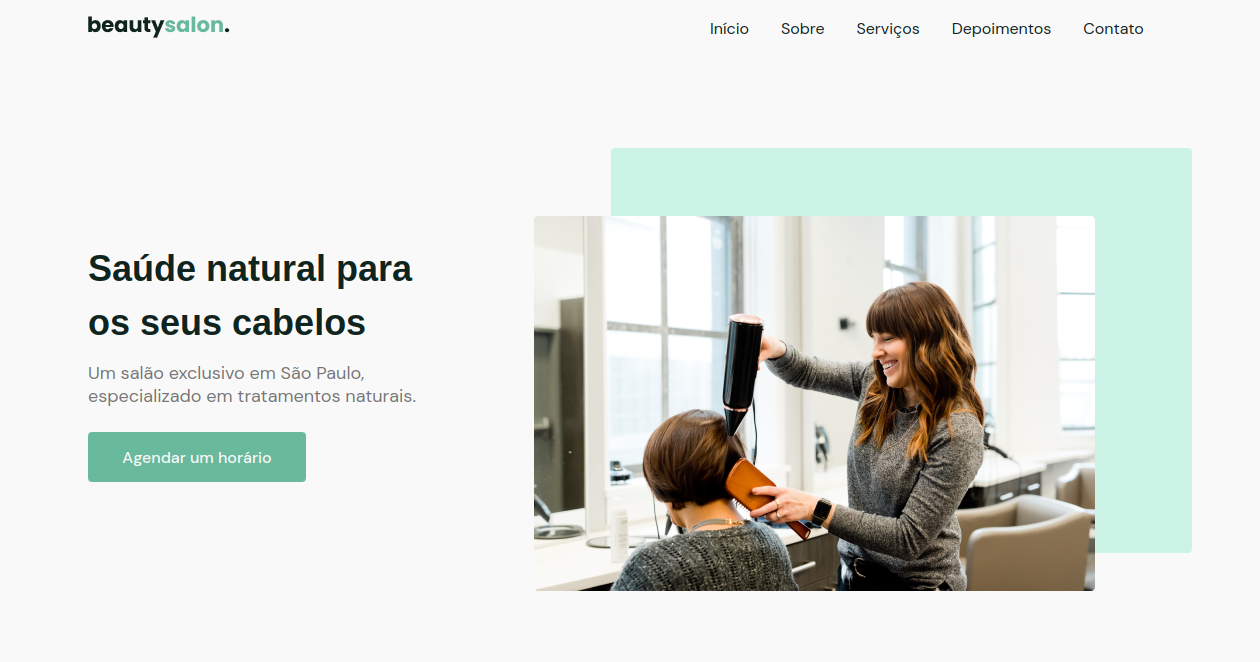 beautysalon.
Início Sobre Serviços Depoimentos Contato
Saúde natural para
os seus cabelos
Um salão exclusivo em São Paulo,
especializado em tratamentos naturais.
Agendar um horário